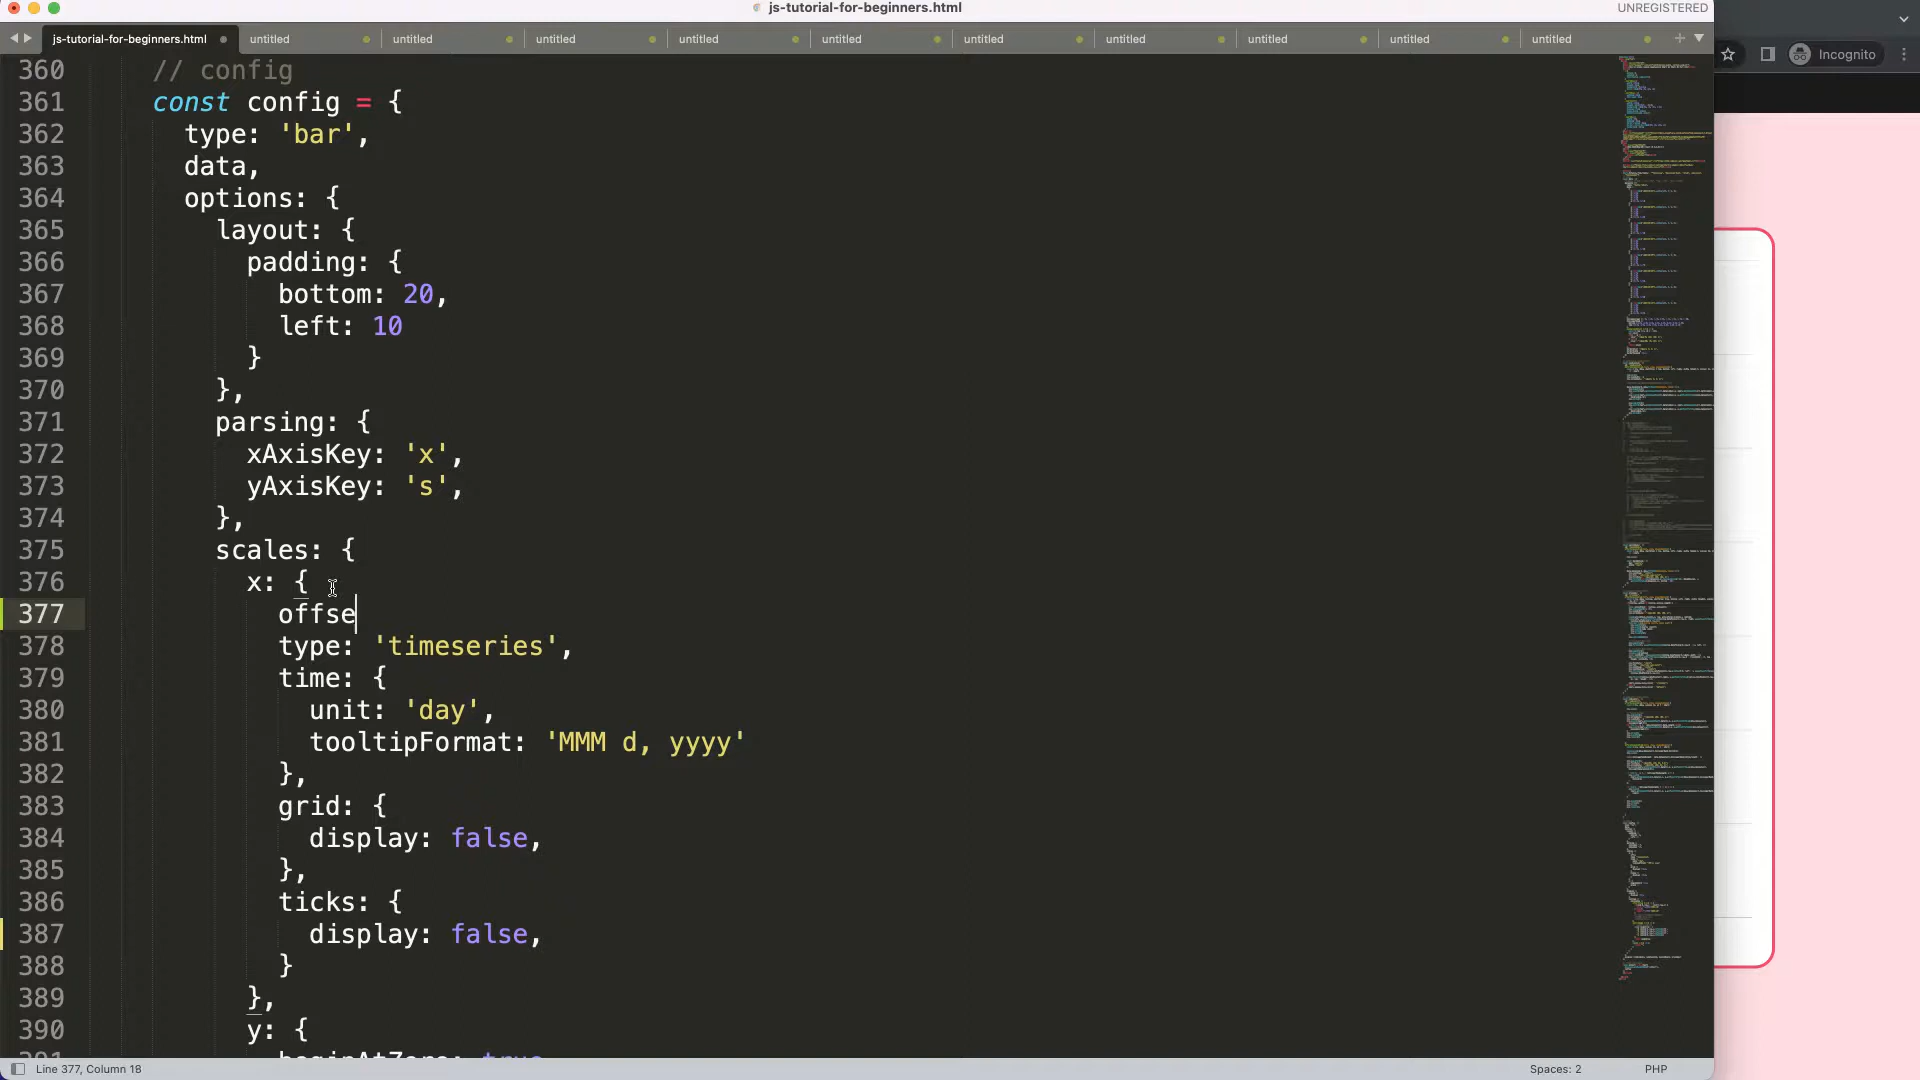 js-tutorial-for-beginners.html
UNREGISTERED
js-tutorial-for-beginners.html untitled untitled untitled untitled untitled untitled untitled untitled untitled untitled
Incognito
360 // config
361 const config = {
362 type: 'bar',
363 data,
364 options: {
365 layout: {
366 padding: {
367 bottom: 20,
368 left: 10
369 }
370 },
371 parsing: {
372 xAxisKey: 'x',
373 yAxisKey: 's',
374 },
375 scales: {
376 x: {
377 offse
378 type: 'timeseries',
379 time: {
380 unit: 'day',
381 tooltipFormat: 'MMM d, yyyy'
382 },
383 grid: {
384 display: false,
385 },
386 ticks: {
387 display: false,
388 }
389 },
390 y: {
391 beginAtZero: true
Line 377, Column 18
Spaces: 2
PHP